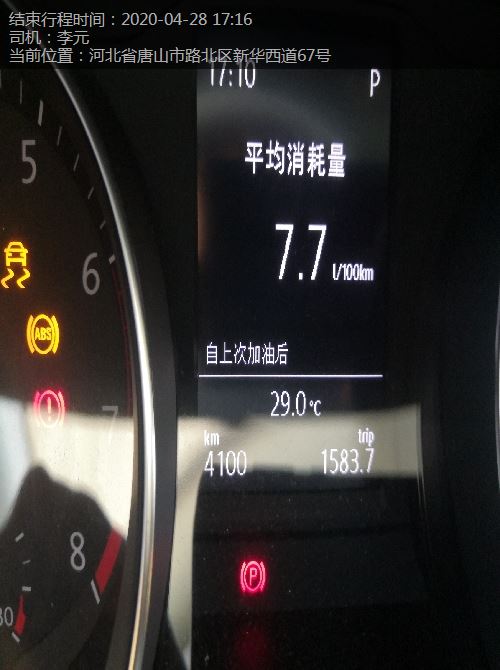 结束行程时间：2020-04-28 17:16
司机：李元
当前位置：河北省唐山市路北区新华西道67号
P
平均消耗量
7.7 l/100km
自上次加油后
29.0 °C
km trip
4100 1583.7
5
6
7
8
ABS
P